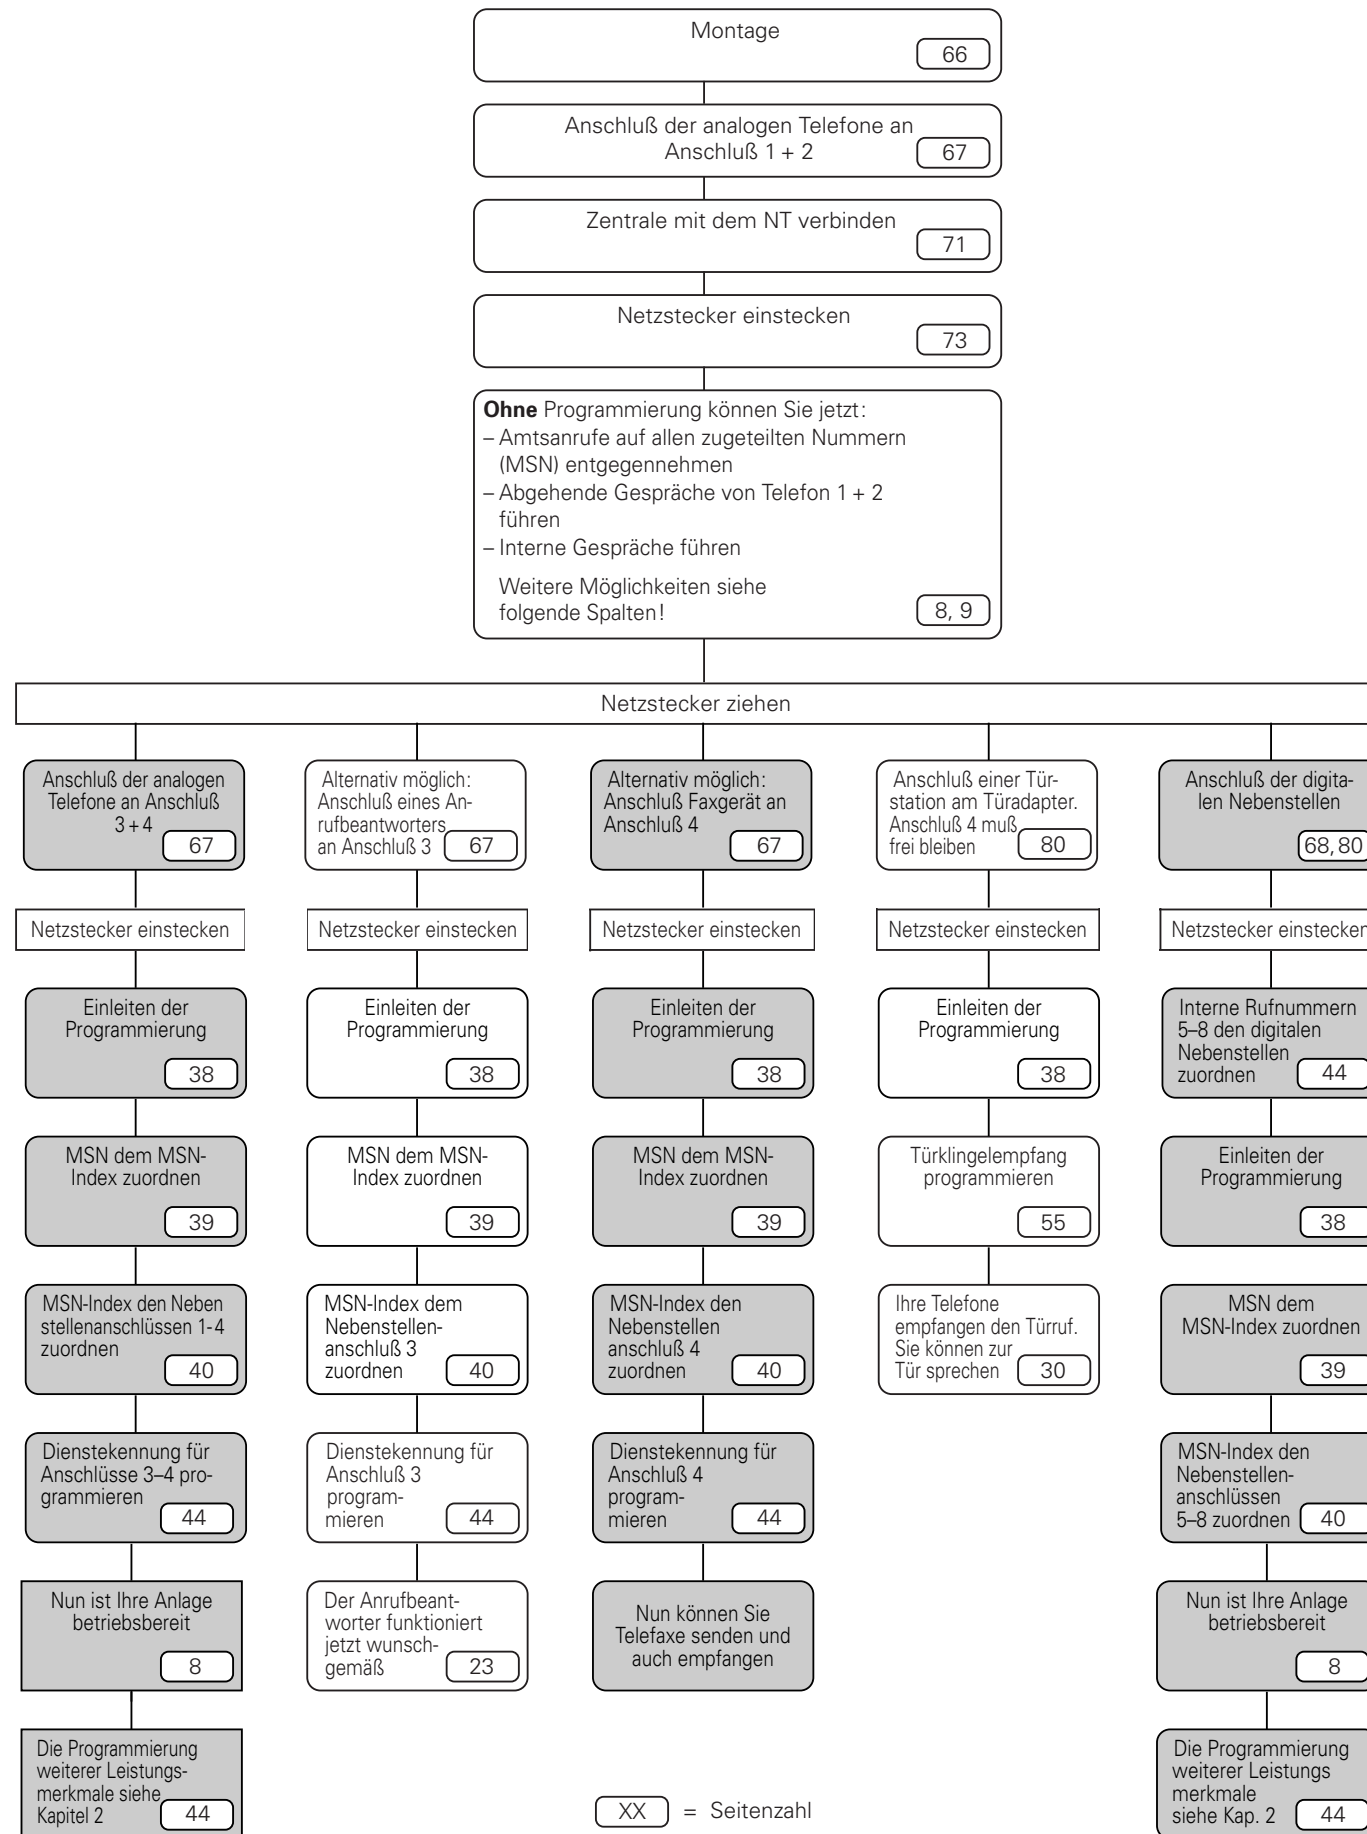 Montage
66
Anschluß der analogen Telefone an
Anschluß 1 + 2
67
Zentrale mit dem NT verbinden
71
Netzstecker einstecken
73
Ohne Programmierung können Sie jetzt:
– Amtsanrufe auf allen zugeteilten Nummern
(MSN) entgegennehmen
– Abgehende Gespräche von Telefon 1 + 2
führen
– Interne Gespräche führen
Weitere Möglichkeiten siehe
folgende Spalten!
8, 9
Netzstecker ziehen
Anschluß der analogen
Telefone an Anschluß
3 + 4
67
Netzstecker einstecken
Einleiten der
Programmierung
38
MSN dem MSN-
Index zuordnen
39
MSN-Index den Neben
stellenanschlüssen 1-4
zuordnen
40
Dienstekennung für
Anschlüsse 3–4 pro-
grammieren
44
Nun ist Ihre Anlage
betriebsbereit
8
Die Programmierung
weiterer Leistungs-
merkmale siehe
Kapitel 2
44
Alternativ möglich:
Anschluß eines An-
rufbeantworters
an Anschluß 3
67
Netzstecker einstecken
Einleiten der
Programmierung
38
MSN dem MSN-
Index zuordnen
39
MSN-Index dem
Nebenstellen-
anschluß 3
zuordnen
40
Dienstekennung für
Anschluß 3
program-
mieren
44
Der Anrufbeant-
worter funktioniert
jetzt wunsch-
gemäß
23
Alternativ möglich:
Anschluß Faxgerät an
Anschluß 4
67
Netzstecker einstecken
Einleiten der
Programmierung
38
MSN dem MSN-
Index zuordnen
39
MSN-Index den
Nebenstellen
anschluß 4
zuordnen
40
Dienstekennung für
Anschluß 4
program-
mieren
44
Nun können Sie
Telefaxe senden und
auch empfangen
Anschluß einer Tür-
station am Türadapter.
Anschluß 4 muß
frei bleiben
80
Netzstecker einstecken
Einleiten der
Programmierung
38
Türklingelempfang
programmieren
55
Ihre Telefone
empfangen den Türruf.
Sie können zur
Tür sprechen
30
Anschluß der digita-
len Nebenstellen
68, 80
Netzstecker einstecken
Interne Rufnummern
5–8 den digitalen
Nebenstellen
zuordnen
44
Einleiten der
Programmierung
38
MSN dem
MSN-Index zuordnen
39
MSN-Index den
Nebenstellen-
anschlüssen
5–8 zuordnen
40
Nun ist Ihre Anlage
betriebsbereit
8
Die Programmierung
weiterer Leistungs
merkmale
siehe Kap. 2
44
XX = Seitenzahl